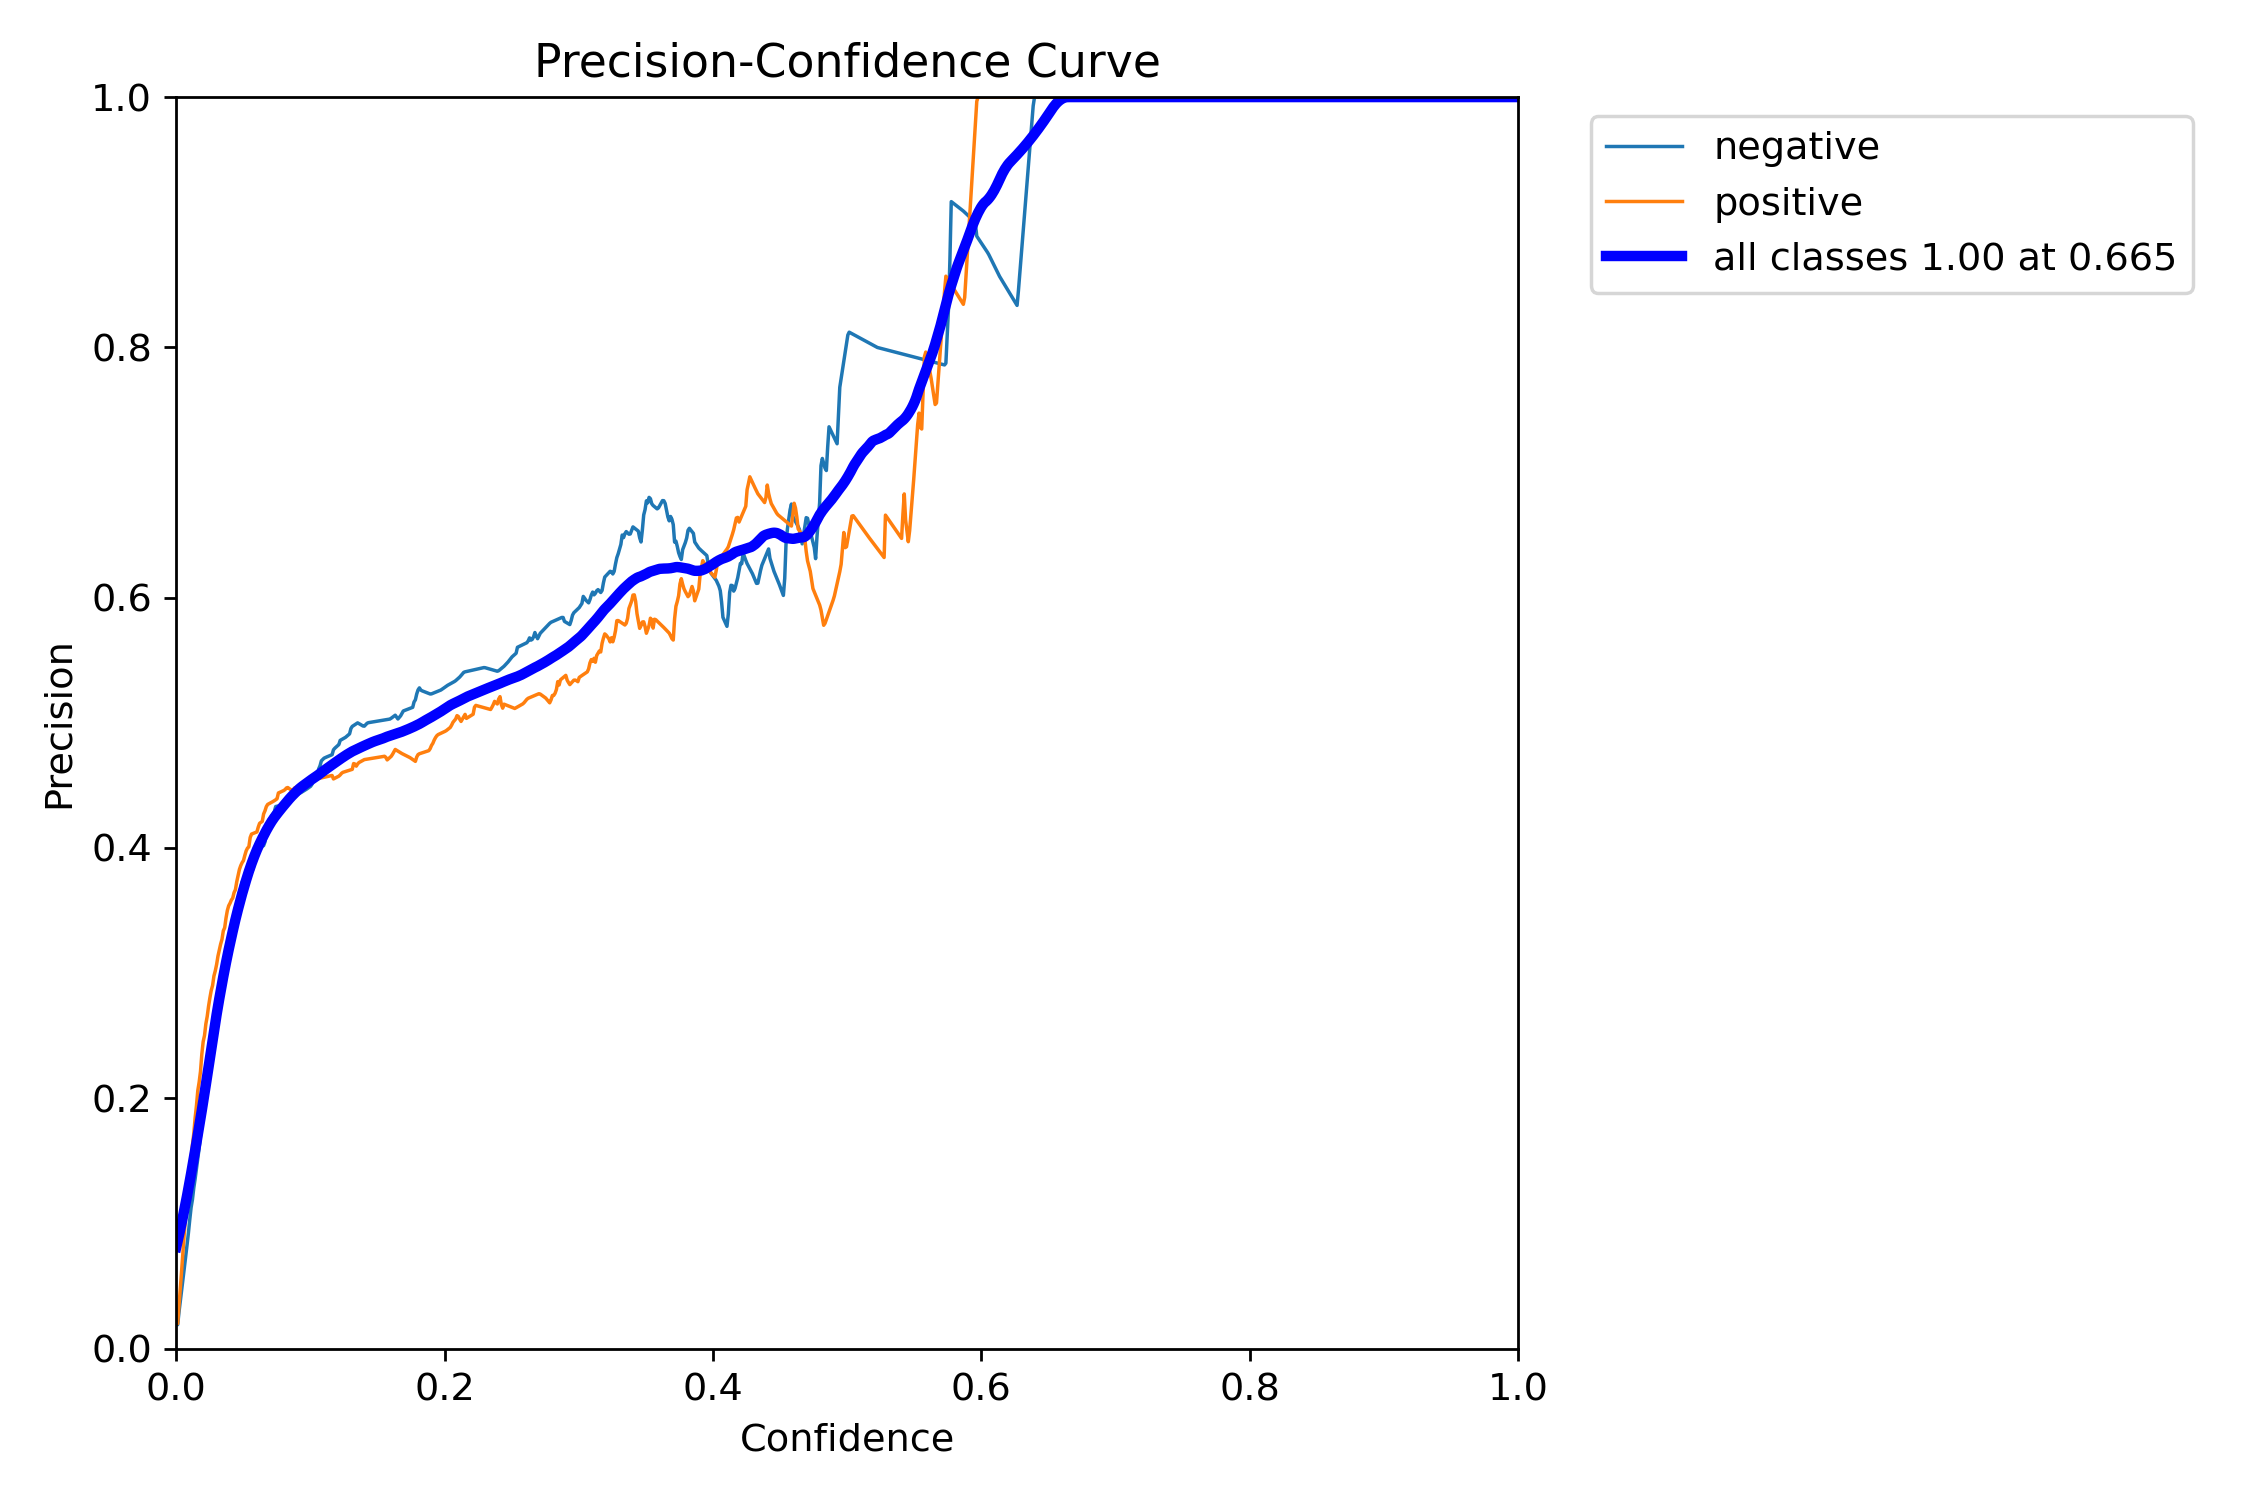 Precision-Confidence Curve
1.0
0.8
0.6
0.4
0.2
0.0
Precision
0.0 0.2 0.4 0.6 0.8 1.0
Confidence
negative
positive
all classes 1.00 at 0.665